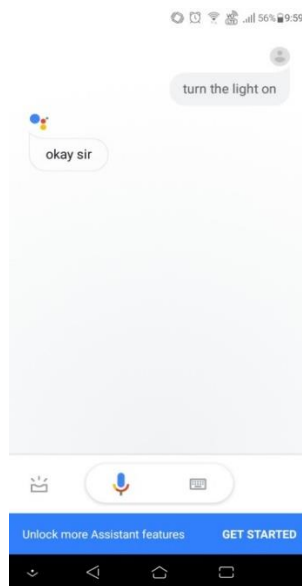 56% 9:59
turn the light on
okay sir
Unlock more Assistant features GET STARTED